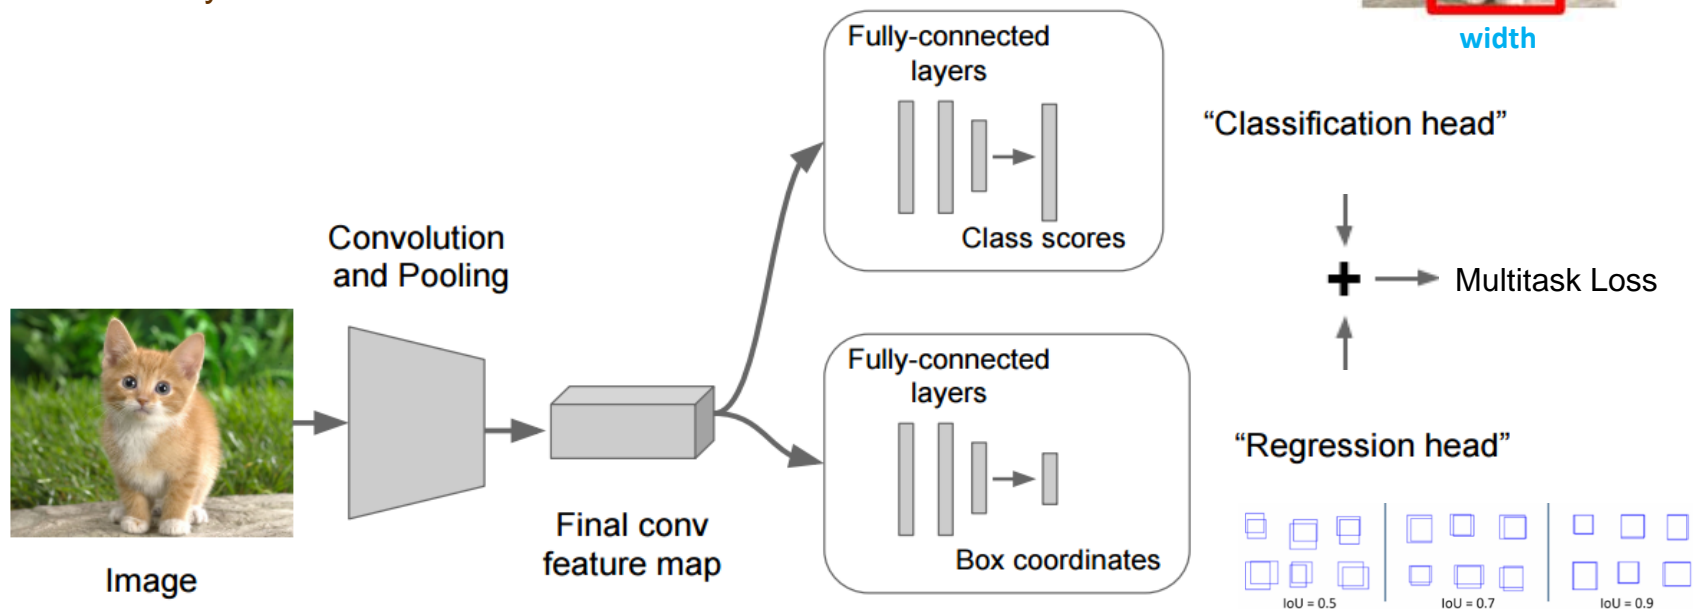 width
Fully-connected
layers
Class scores
"Classification head"
Convolution
and Pooling
+
Multitask Loss
Image
Final conv
feature map
Fully-connected
layers
Box coordinates
"Regression head"
IoU = 0.5
IoU = 0.7
IoU = 0.9